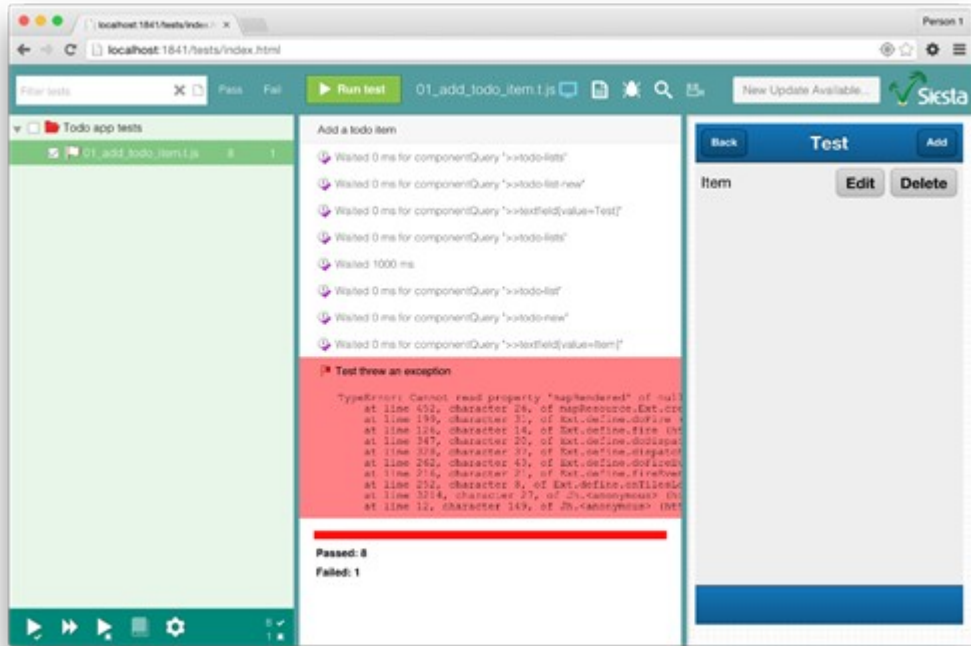 localhost:1841/tests/index.h
Person 1
localhost:1841/tests/index.html
Filter tests
Pass Fail
Run test
01_add_todo_item.t.js
New Update Available...
Siesta
Todo app tests
01_add_todo_item.t.js 8 1
Add a todo item
Waited 0 ms for componentQuery ">>todo-lists"
Waited 0 ms for componentQuery ">>todo-list-new"
Waited 0 ms for componentQuery ">>textfield[value=Test]"
Waited 0 ms for componentQuery ">>todo-lists"
Waited 1000 ms
Waited 0 ms for componentQuery ">>todo-list"
Waited 0 ms for componentQuery ">>todo-new"
Waited 0 ms for componentQuery ">>textfield[value=Item]"
Test threw an exception
TypeError: Cannot read property "mapRendered" of null
at line 652, character 26, of mapResource.Ext.cre
at line 199, character 31, of Ext.define.doFire
at line 126, character 14, of Ext.define.fire (ht
at line 347, character 20, of Ext.define.doDispat
at line 328, character 37, of Ext.define.dispatch
at line 262, character 43, of Ext.define.doFireEv
at line 216, character 21, of Ext.define.fireEven
at line 252, character 8, of Ext.define.onTilesLo
at line 3214, character 27, of Jh.<anonymous> (ht
at line 12, character 149, of Jh.<anonymous> (htt
Passed: 8
Failed: 1
8
1
Back
Test
Add
Item
Edit
Delete